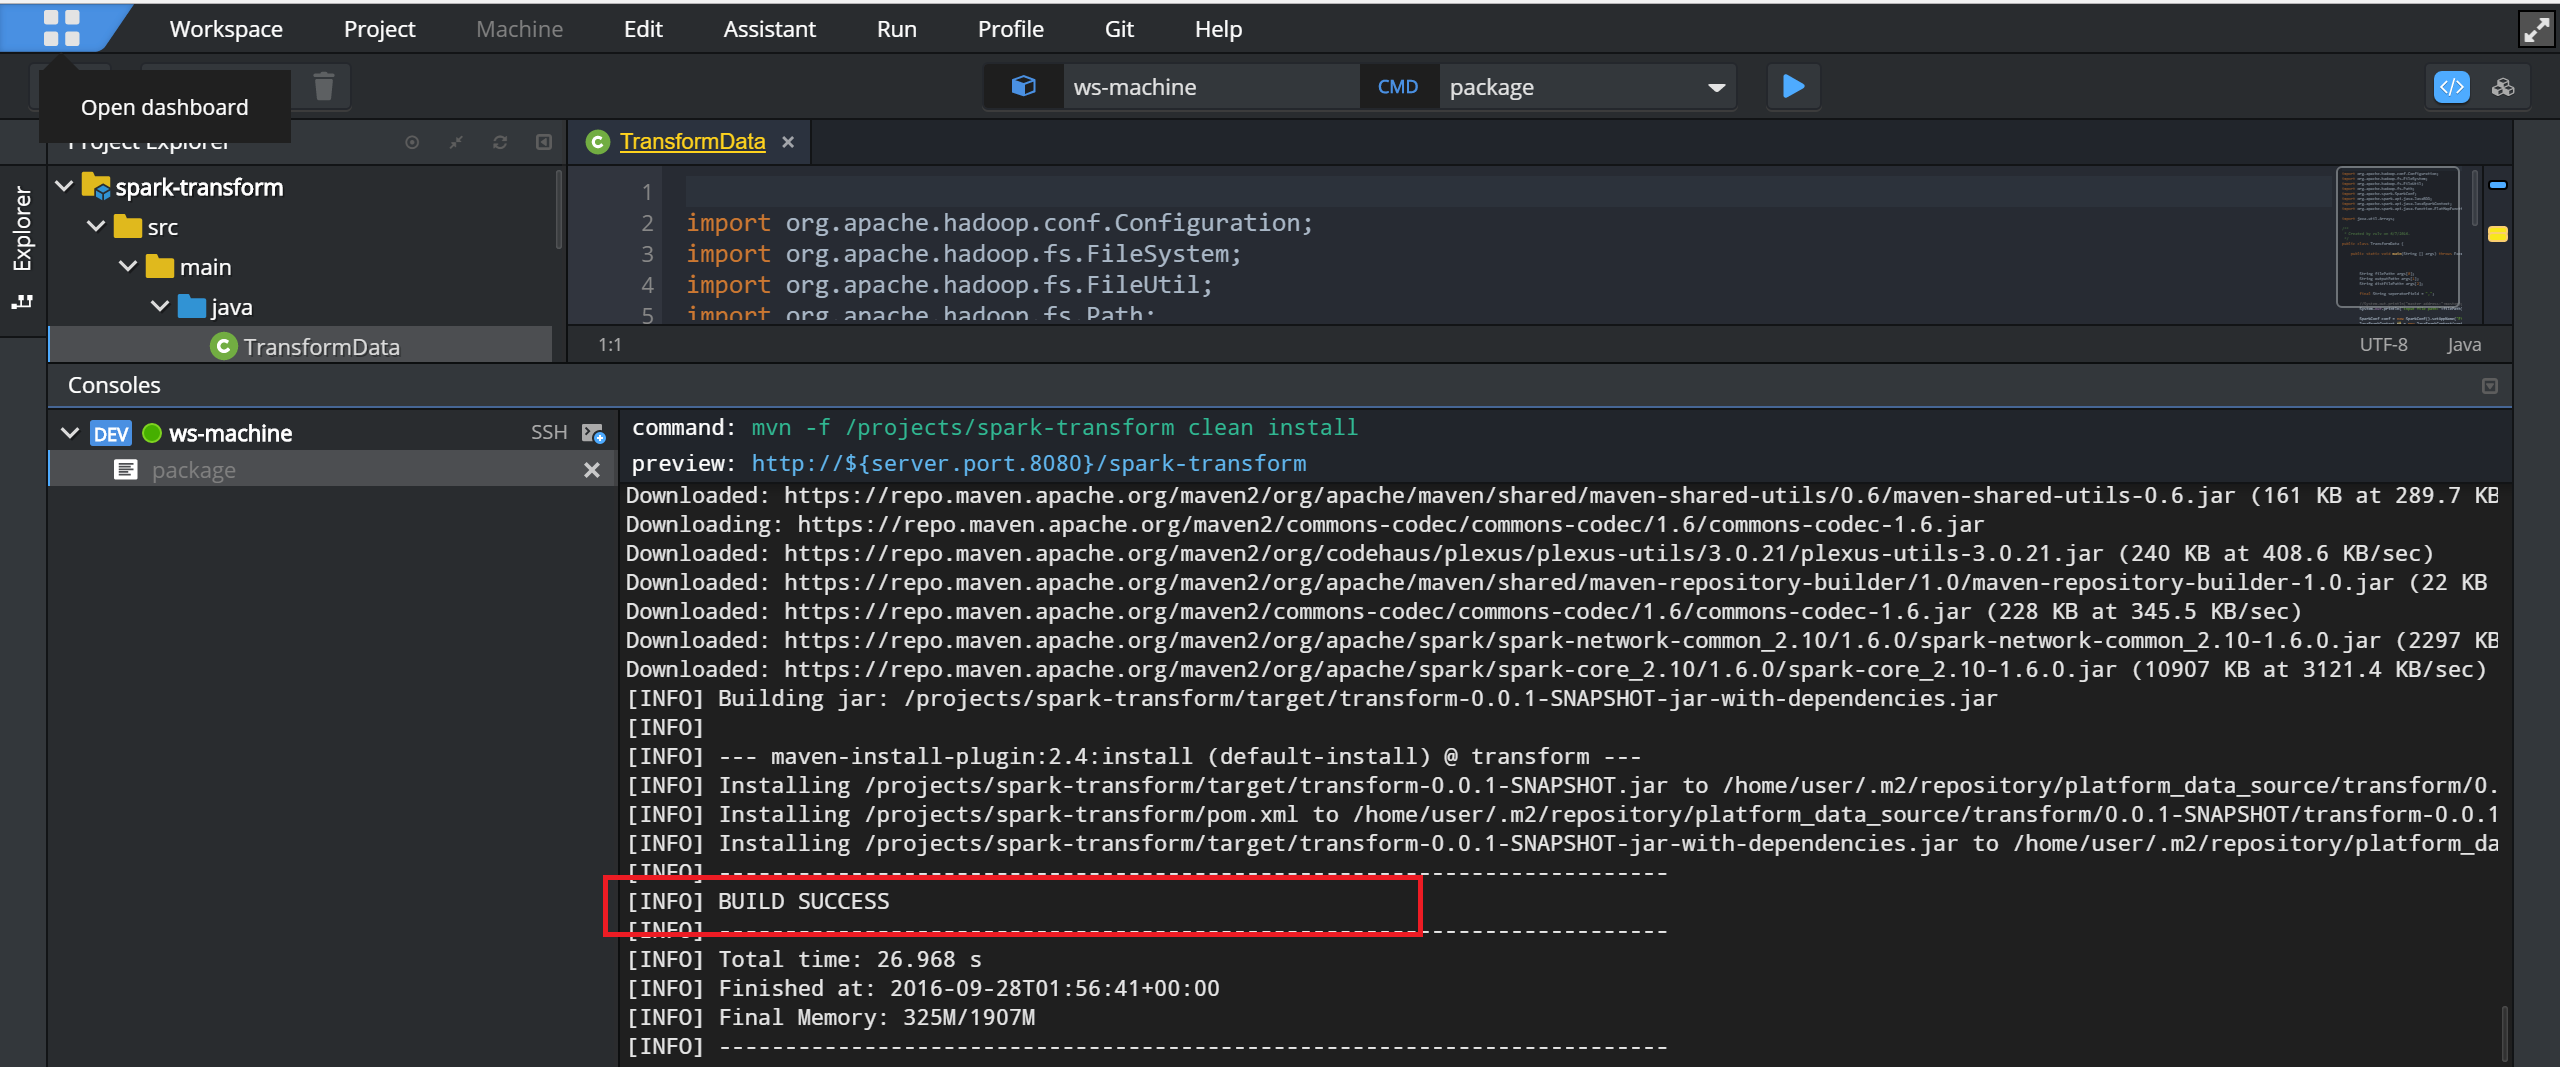 Workspace Project Machine Edit Assistant Run Profile Git Help
Open dashboard
ws-machine CMD package
Project Explorer
TransformData
Explorer
spark-transform
src
main
java
TransformData
1
2 import org.apache.hadoop.conf.Configuration;
3 import org.apache.hadoop.fs.FileSystem;
4 import org.apache.hadoop.fs.FileUtil;
5 import org.apache.hadoop.fs.Path;
1:1 UTF-8 Java
Consoles
DEV ws-machine SSH
package
command: mvn -f /projects/spark-transform clean install
preview: http://${server.port.8080}/spark-transform
Downloaded: https://repo.maven.apache.org/maven2/org/apache/maven/shared/maven-shared-utils/0.6/maven-shared-utils-0.6.jar (161 KB at 289.7 KB
Downloading: https://repo.maven.apache.org/maven2/commons-codec/commons-codec/1.6/commons-codec-1.6.jar
Downloaded: https://repo.maven.apache.org/maven2/org/codehaus/plexus/plexus-utils/3.0.21/plexus-utils-3.0.21.jar (240 KB at 408.6 KB/sec)
Downloaded: https://repo.maven.apache.org/maven2/org/apache/maven/shared/maven-repository-builder/1.0/maven-repository-builder-1.0.jar (22 KB
Downloaded: https://repo.maven.apache.org/maven2/commons-codec/commons-codec/1.6/commons-codec-1.6.jar (228 KB at 345.5 KB/sec)
Downloaded: https://repo.maven.apache.org/maven2/org/apache/spark/spark-network-common_2.10/1.6.0/spark-network-common_2.10-1.6.0.jar (2297 KB
Downloaded: https://repo.maven.apache.org/maven2/org/apache/spark/spark-core_2.10/1.6.0/spark-core_2.10-1.6.0.jar (10907 KB at 3121.4 KB/sec)
[INFO] Building jar: /projects/spark-transform/target/transform-0.0.1-SNAPSHOT-jar-with-dependencies.jar
[INFO]
[INFO] --- maven-install-plugin:2.4:install (default-install) @ transform ---
[INFO] Installing /projects/spark-transform/target/transform-0.0.1-SNAPSHOT.jar to /home/user/.m2/repository/platform_data_source/transform/0.
[INFO] Installing /projects/spark-transform/pom.xml to /home/user/.m2/repository/platform_data_source/transform/0.0.1-SNAPSHOT/transform-0.0.1
[INFO] Installing /projects/spark-transform/target/transform-0.0.1-SNAPSHOT-jar-with-dependencies.jar to /home/user/.m2/repository/platform_da
[INFO] ------------------------------------------------------------------------
[INFO] BUILD SUCCESS
[INFO] ------------------------------------------------------------------------
[INFO] Total time: 26.968 s
[INFO] Finished at: 2016-09-28T01:56:41+00:00
[INFO] Final Memory: 325M/1907M
[INFO] ------------------------------------------------------------------------